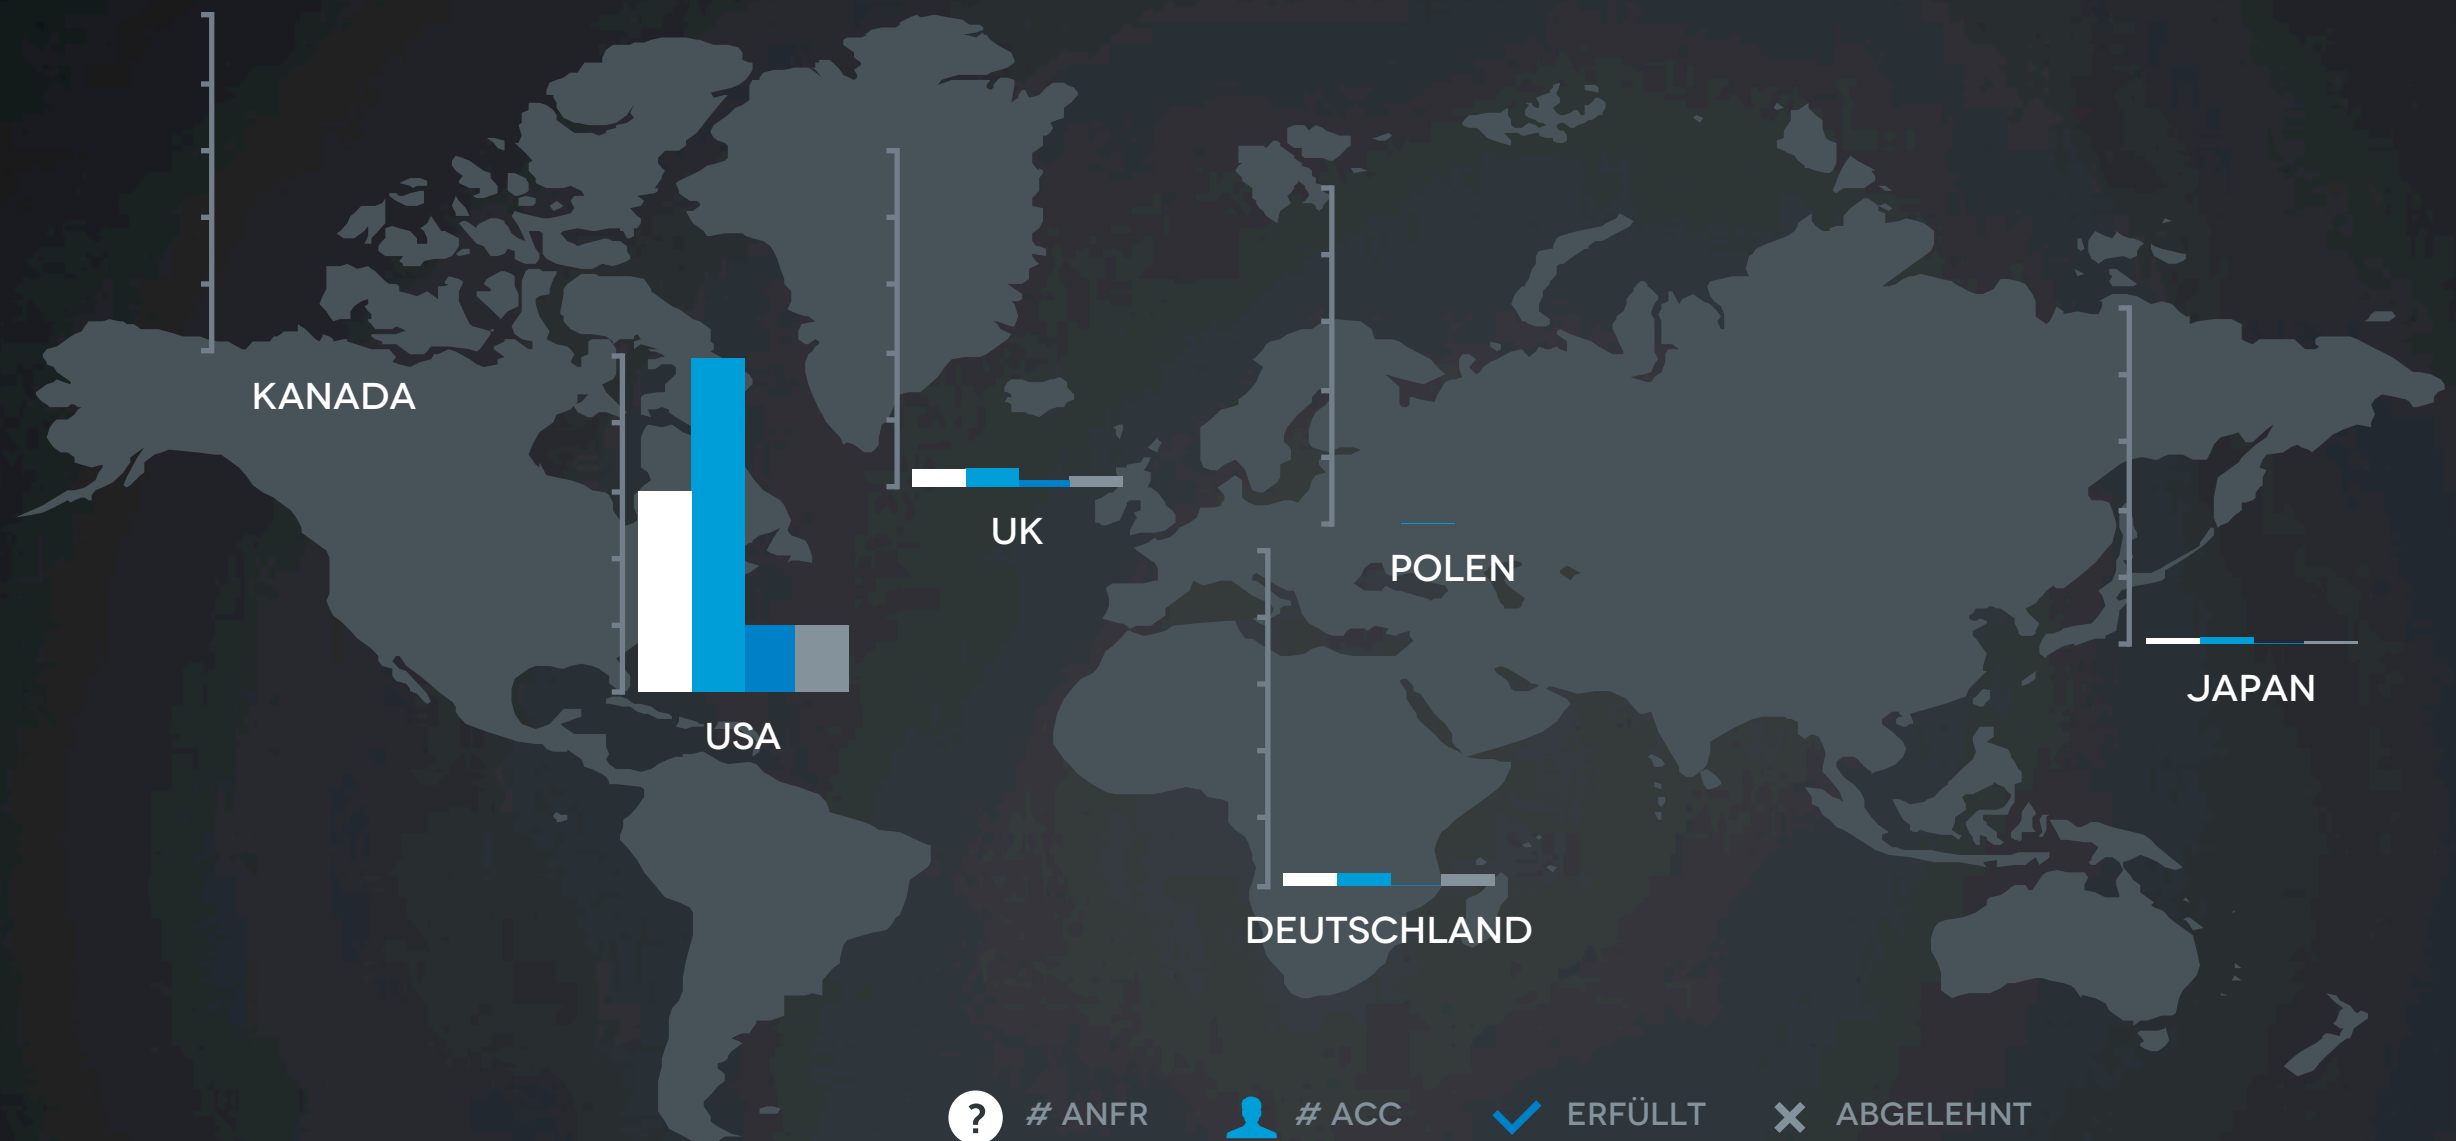 KANADA
UK
POLEN
JAPAN
USA
DEUTSCHLAND
? # ANFR # ACC ERFÜLLT ABGELEHNT